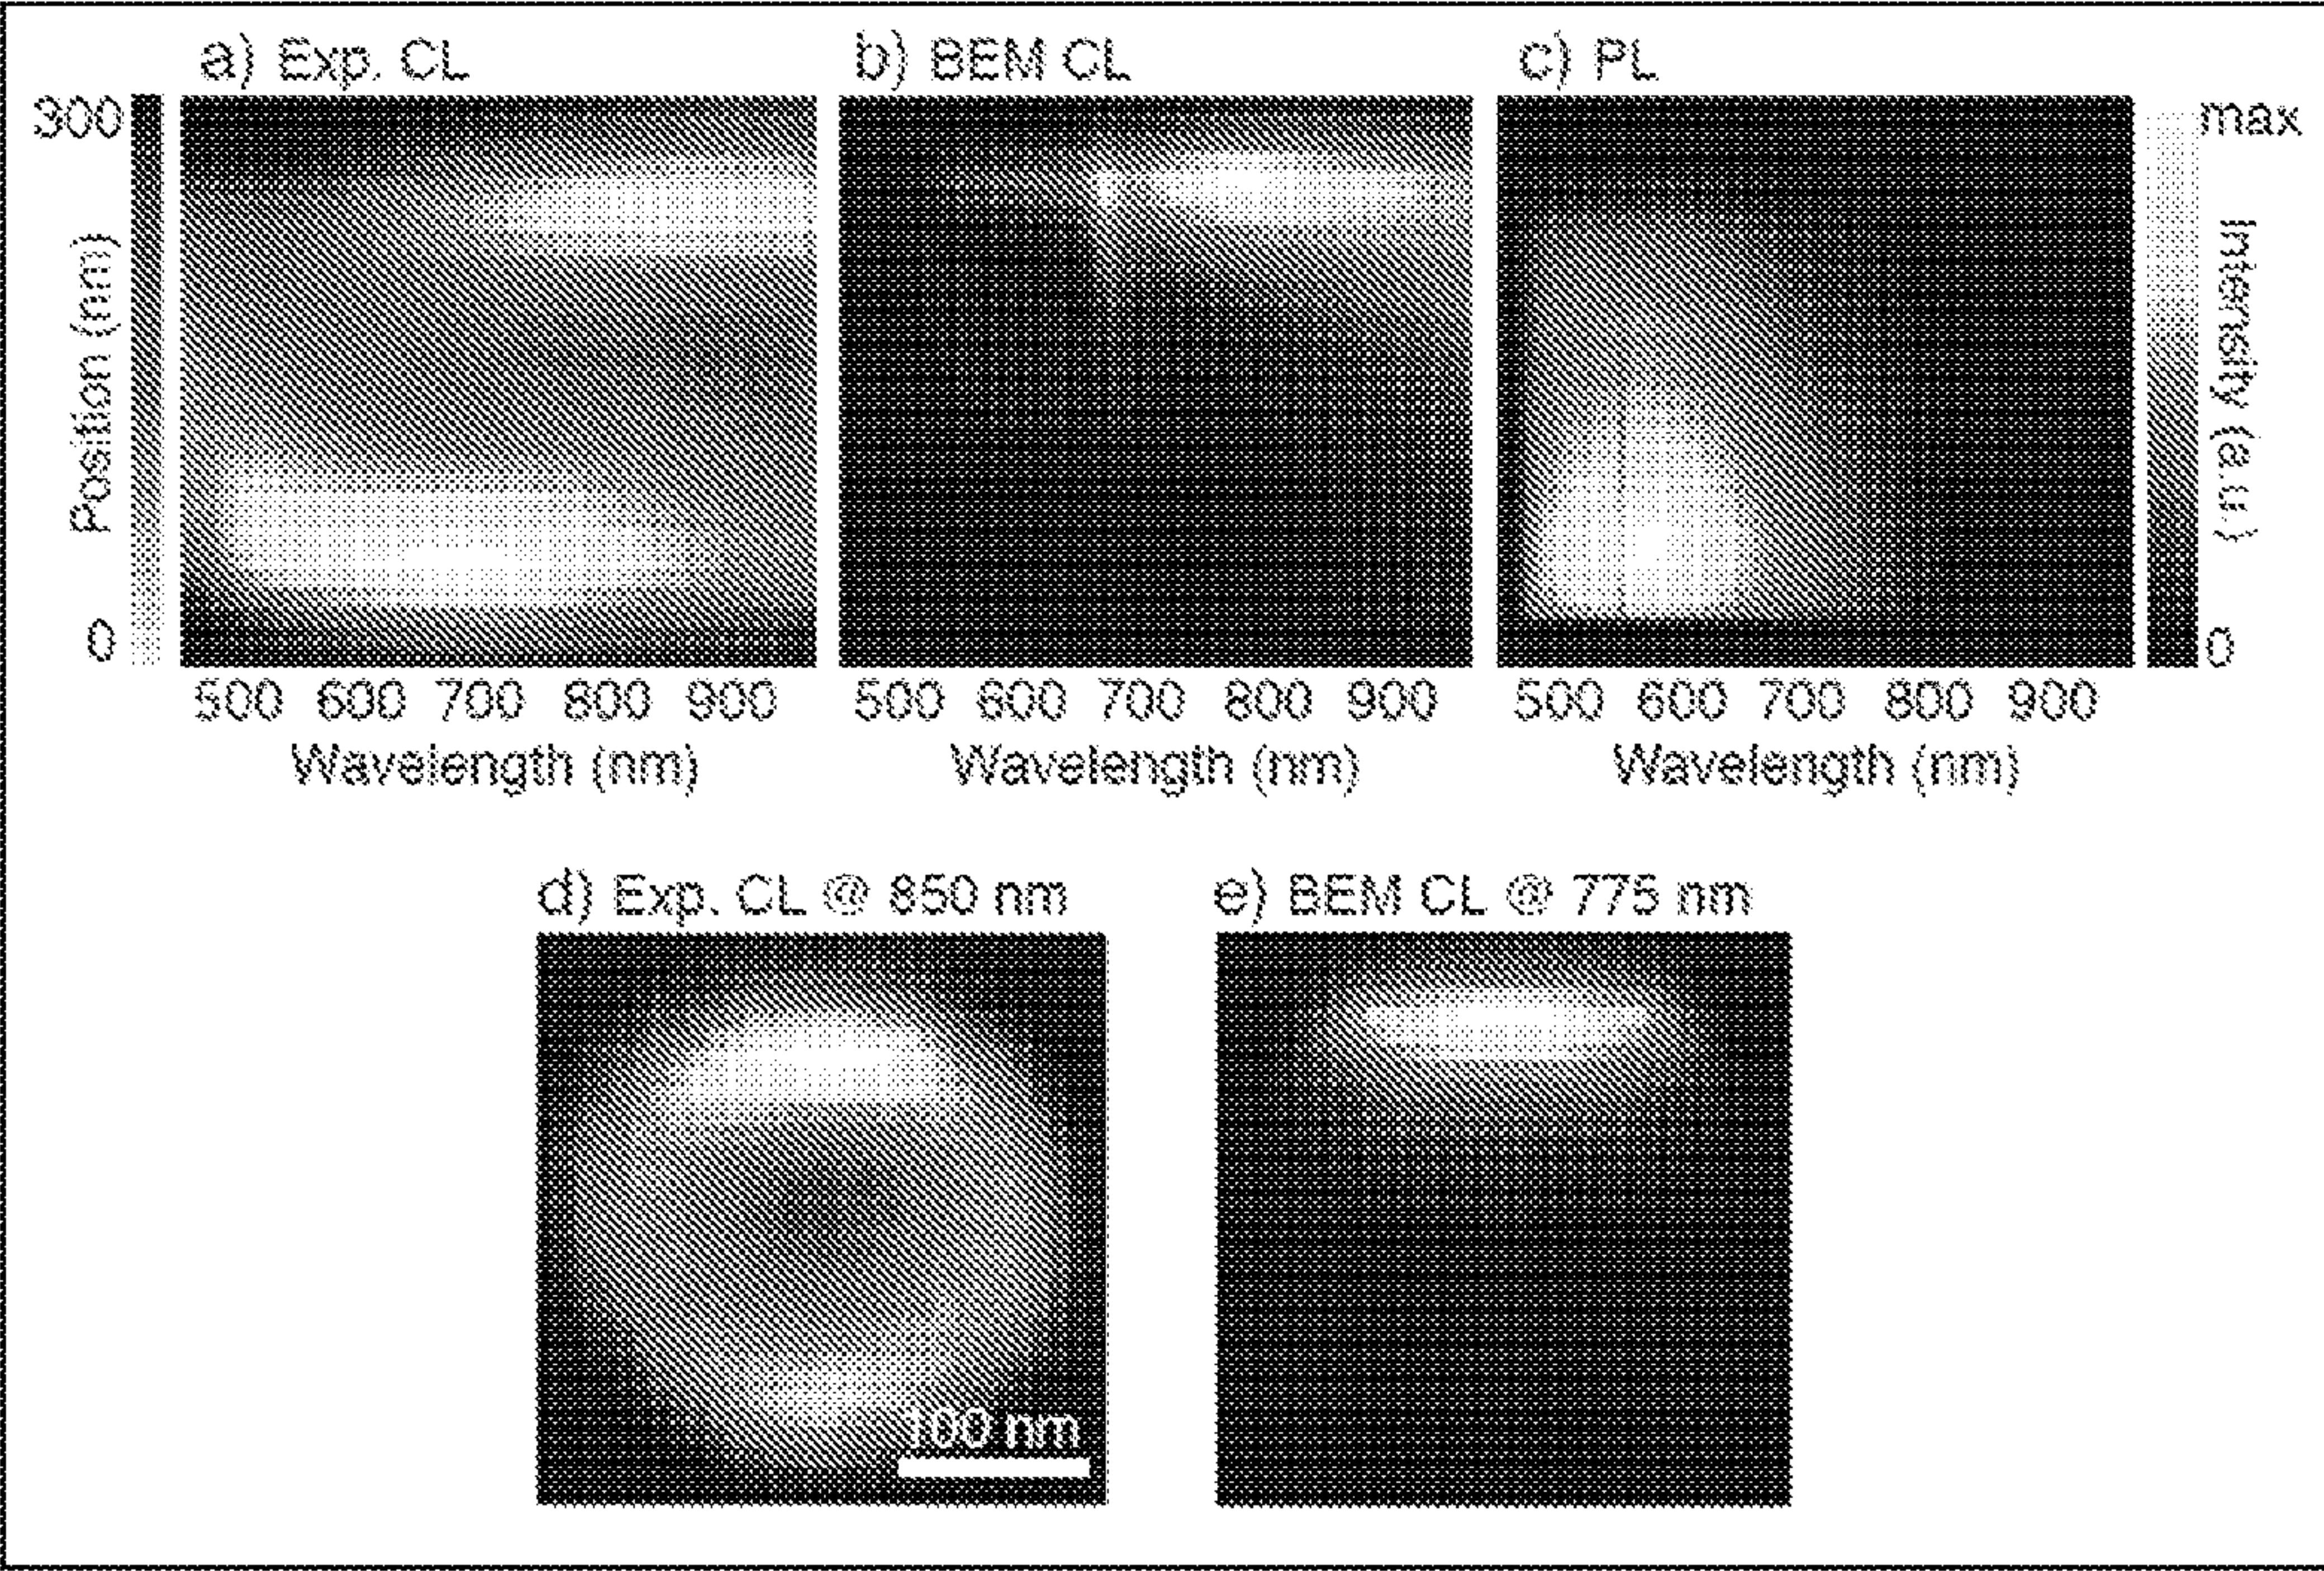 a) Exp. CL
b) BEM CL
c) PL
300
Position (nm)
0
max
Intensity (a.u.)
0
500 600 700 800 900
500 600 700 800 900
500 600 700 800 900
Wavelength (nm)
Wavelength (nm)
Wavelength (nm)
d) Exp. CL @ 850 nm
e) BEM CL @ 775 nm
100 nm